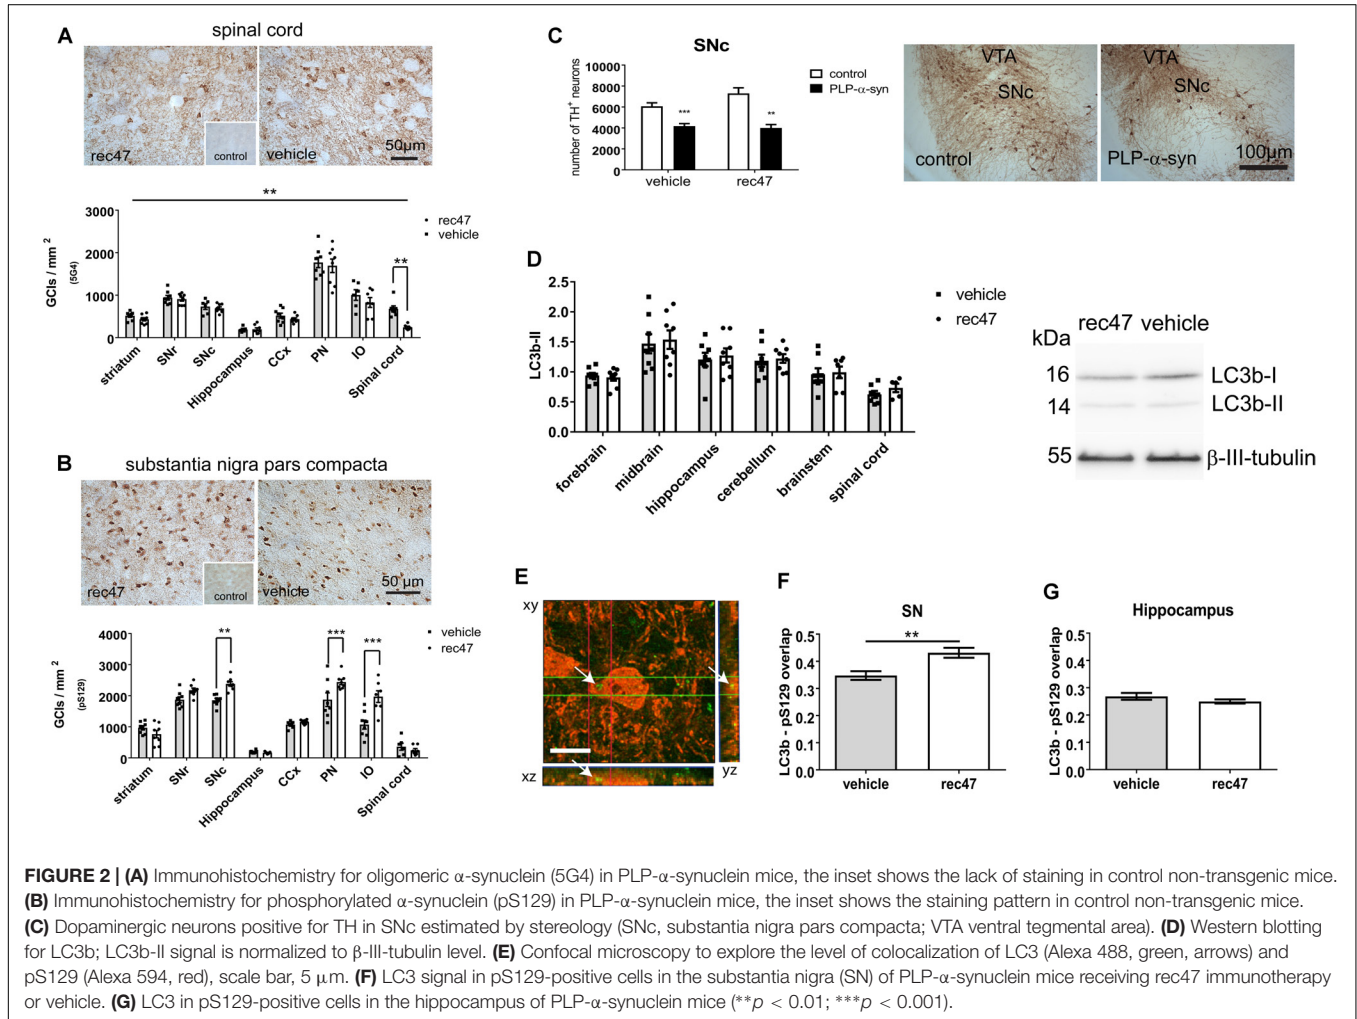 A
spinal cord
rec47
control
vehicle
50µm
**
3000
2000
1000
0
GCIs / mm 2
(5G4)
rec47
vehicle
**
striatum
SNr
SNc
Hippocampus
CCx
PN
IO
Spinal cord
B
substantia nigra pars compacta
rec47
control
vehicle
50 µm
4000
3000
2000
1000
0
GCIs / mm 2
(pS129)
**
***
***
vehicle
rec47
striatum
SNr
SNc
Hippocampus
CCx
PN
IO
Spinal cord
C
SNc
10000
8000
6000
4000
2000
0
number of TH+ neurons
***
**
control
PLP-α-syn
vehicle
rec47
VTA
SNc
control
VTA
SNc
PLP-α-syn
100µm
D
2.5
2.0
1.5
1.0
0.5
0.0
LC3b-II
vehicle
rec47
forebrain
midbrain
hippocampus
cerebellum
brainstem
spinal cord
rec47 vehicle
kDa
16
LC3b-I
14
LC3b-II
55
β-III-tubulin
E
xy
xz
yz
F
SN
**
0.5
0.4
0.3
0.2
0.1
0.0
LC3b - pS129 overlap
vehicle
rec47
G
Hippocampus
0.5
0.4
0.3
0.2
0.1
0.0
LC3b - pS129 overlap
vehicle
rec47
FIGURE 2 | (A) Immunohistochemistry for oligomeric α-synuclein (5G4) in PLP-α-synuclein mice, the inset shows the lack of staining in control non-transgenic mice.
(B) Immunohistochemistry for phosphorylated α-synuclein (pS129) in PLP-α-synuclein mice, the inset shows the staining pattern in control non-transgenic mice.
(C) Dopaminergic neurons positive for TH in SNc estimated by stereology (SNc, substantia nigra pars compacta; VTA ventral tegmental area). (D) Western blotting
for LC3b; LC3b-II signal is normalized to β-III-tubulin level. (E) Confocal microscopy to explore the level of colocalization of LC3 (Alexa 488, green, arrows) and
pS129 (Alexa 594, red), scale bar, 5 µm. (F) LC3 signal in pS129-positive cells in the substantia nigra (SN) of PLP-α-synuclein mice receiving rec47 immunotherapy
or vehicle. (G) LC3 in pS129-positive cells in the hippocampus of PLP-α-synuclein mice (**p < 0.01; ***p < 0.001).